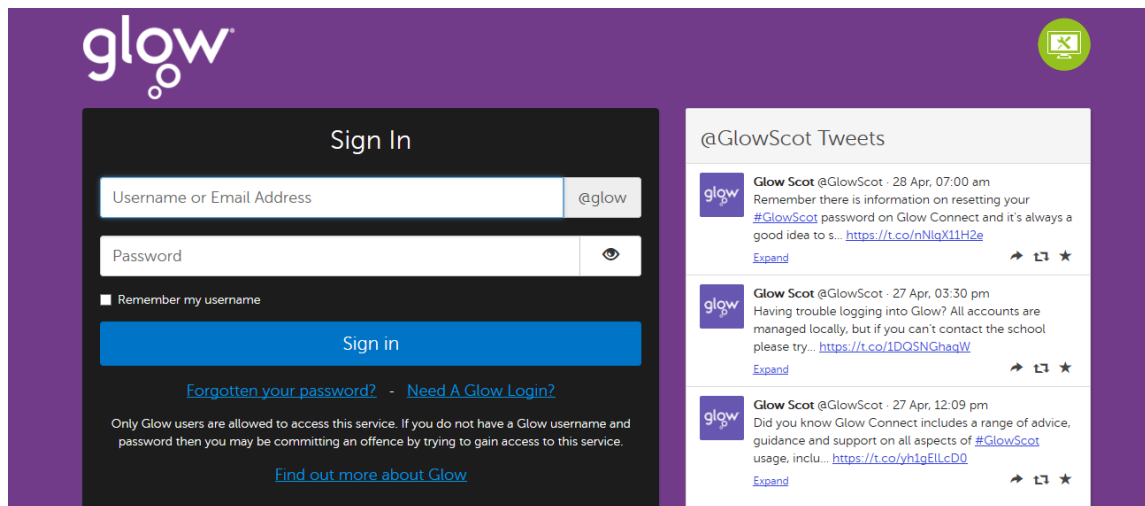 glow
Sign In
Username or Email Address
@glow
Password
Remember my username
Sign in
Forgotten your password? - Need A Glow Login?
Only Glow users are allowed to access this service. If you do not have a Glow username and
password then you may be committing an offence by trying to gain access to this service.
Find out more about Glow
@GlowScot Tweets
glow
Glow Scot @GlowScot · 28 Apr, 07:00 am
Remember there is information on resetting your
#GlowScot password on Glow Connect and it's always a
good idea to s... https://t.co/nNlqX11H2e
Expand
glow
Glow Scot @GlowScot · 27 Apr, 03:30 pm
Having trouble logging into Glow? All accounts are
managed locally, but if you can't contact the school
please try... https://t.co/1DQSNGhaqW
Expand
glow
Glow Scot @GlowScot · 27 Apr, 12:09 pm
Did you know Glow Connect includes a range of advice,
guidance and support on all aspects of #GlowScot
usage, inclu... https://t.co/yh1gElLcD0
Expand